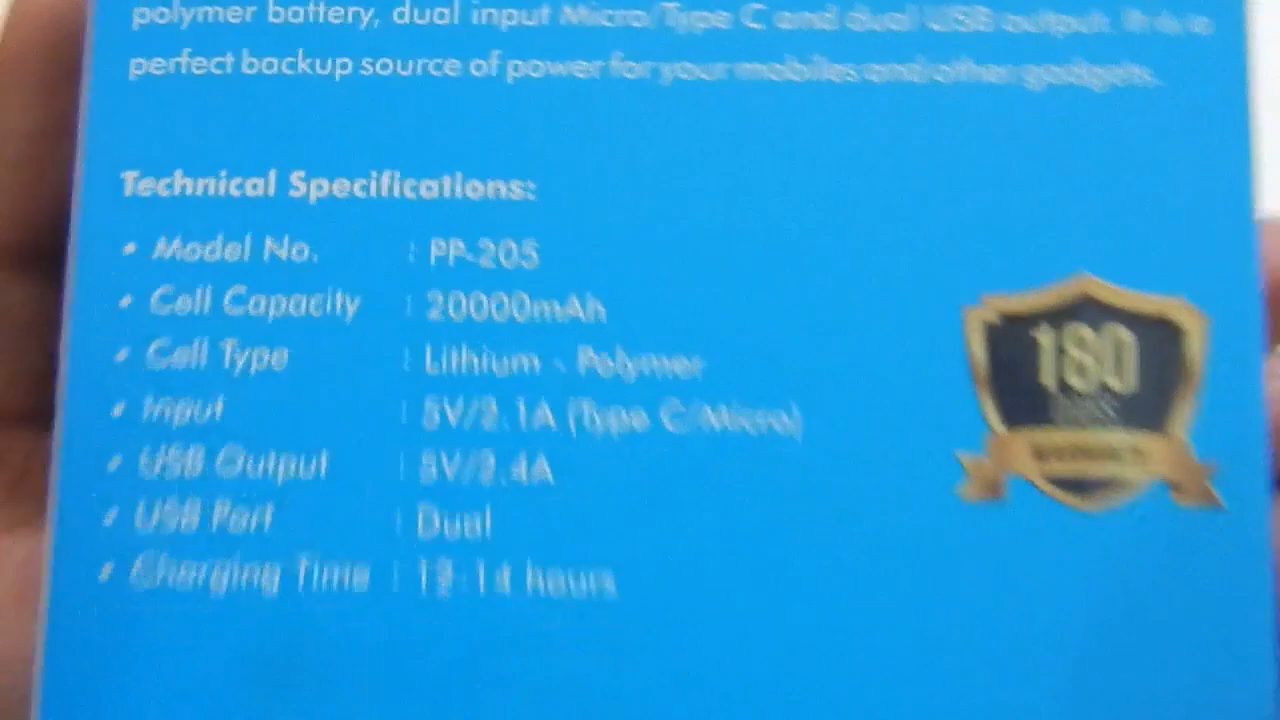 polymer battery, dual input Micro/Type C and dual USB output. It is a
perfect backup source of power for your mobiles and other gadgets.
Technical Specifications:
• Model No. : PP-205
• Cell Capacity : 20000mAh
• Cell Type : Lithium - Polymer
• Input : 5V/2.1A (Type C/Micro)
• USB Output : 5V/2.4A
• USB Port : Dual
• Charging Time : 12-14 hours
180